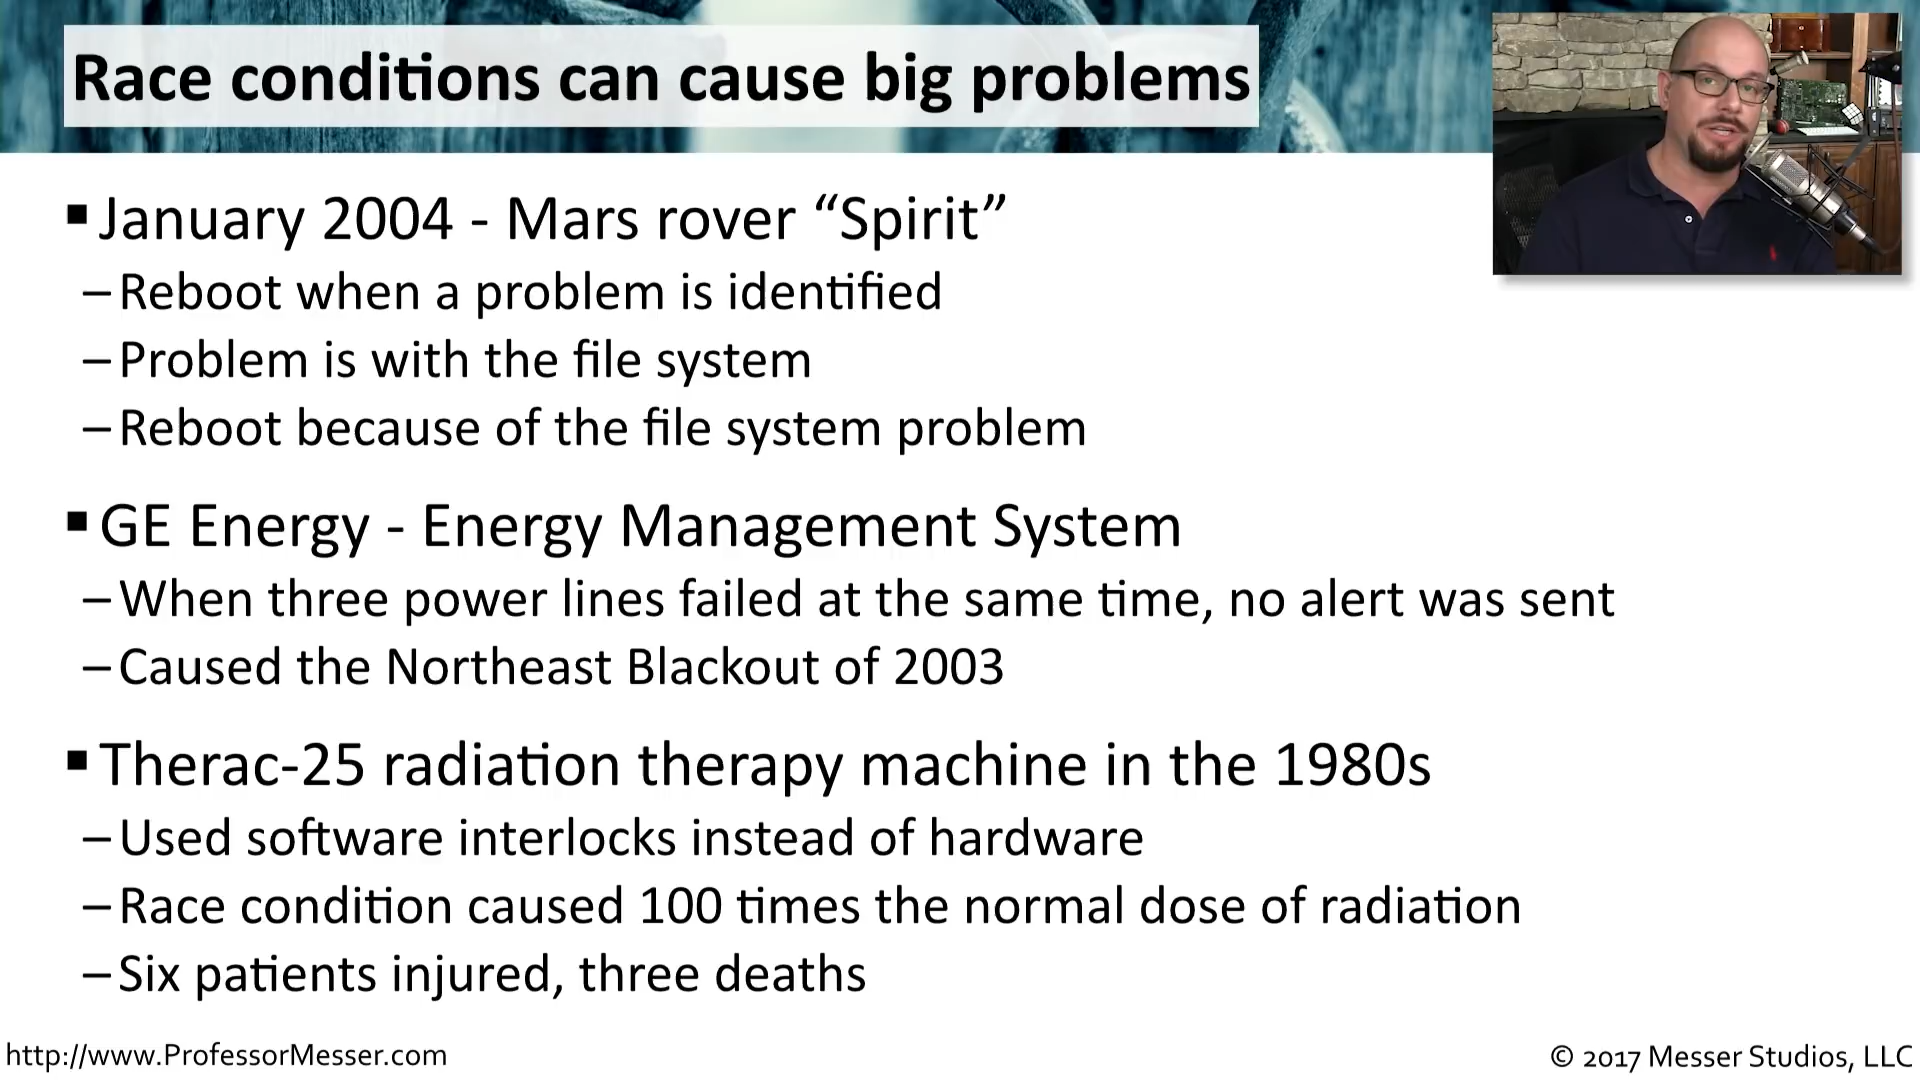 Race conditions can cause big problems
▪ January 2004 - Mars rover “Spirit”
– Reboot when a problem is identified
– Problem is with the file system
– Reboot because of the file system problem
▪ GE Energy - Energy Management System
– When three power lines failed at the same time, no alert was sent
– Caused the Northeast Blackout of 2003
▪ Therac-25 radiation therapy machine in the 1980s
– Used software interlocks instead of hardware
– Race condition caused 100 times the normal dose of radiation
– Six patients injured, three deaths
http://www.ProfessorMesser.com
© 2017 Messer Studios, LLC